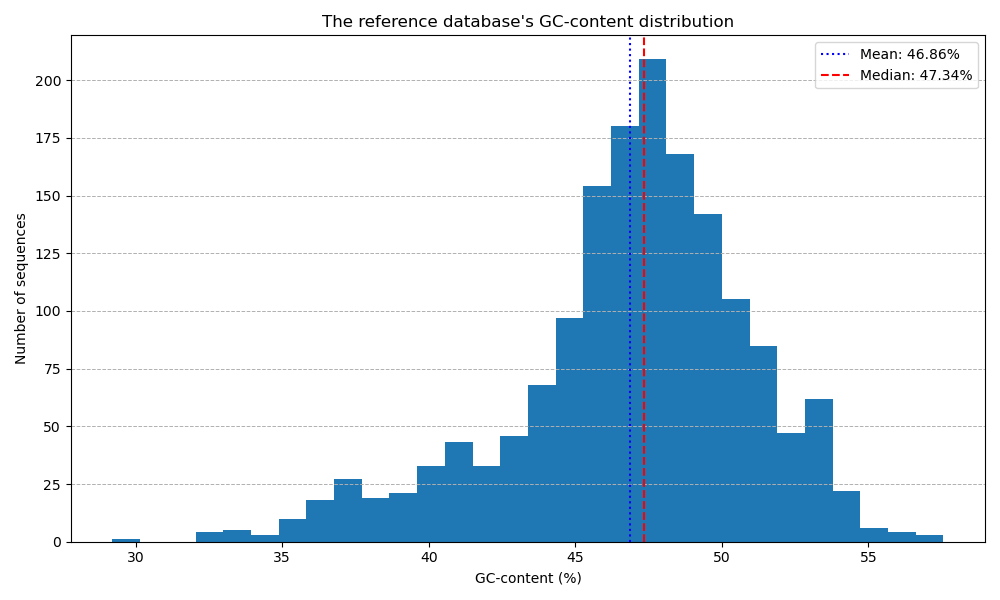 The reference database's GC-content distribution
Mean: 46.86%
Median: 47.34%
Number of sequences
200
175
150
125
100
75
50
25
0
30 35 40 45 50 55
GC-content (%)